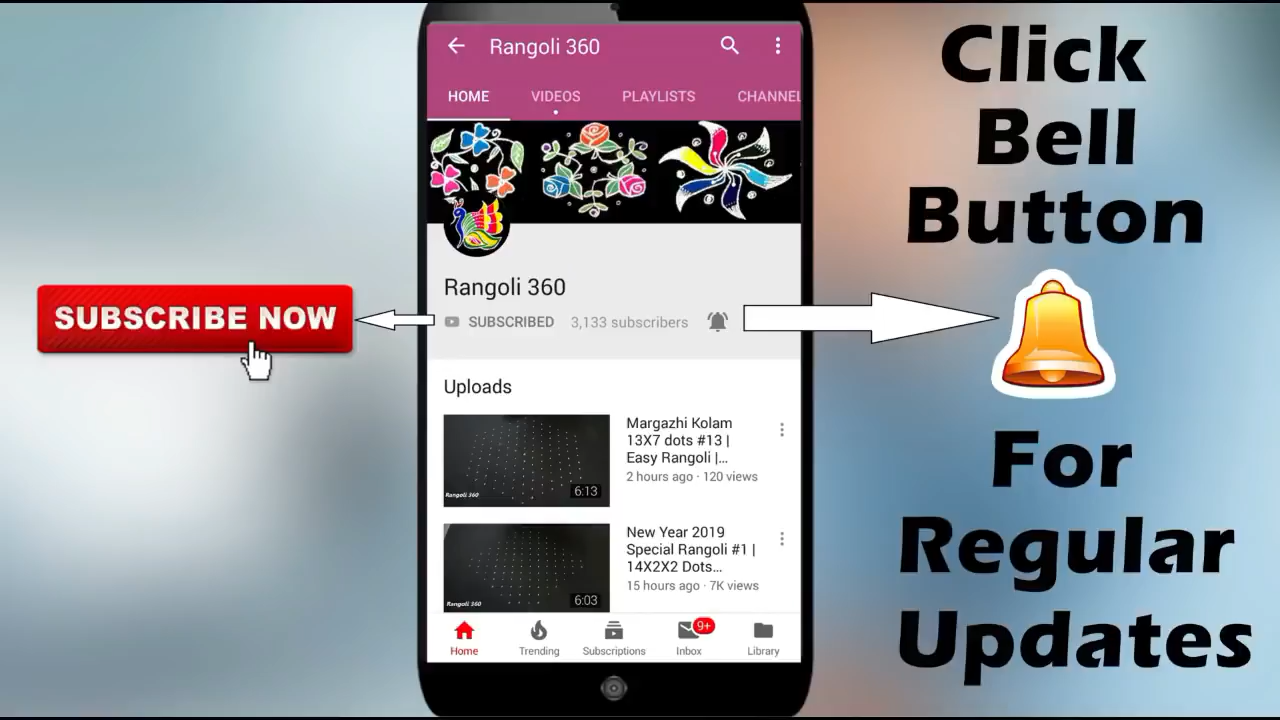 Rangoli 360
HOME VIDEOS PLAYLISTS CHANNEL
Rangoli 360
SUBSCRIBED 3,133 subscribers
Uploads
Margazhi Kolam
13X7 dots #13 |
Easy Rangoli |...
2 hours ago · 120 views
6:13
Rangoli 360
New Year 2019
Special Rangoli #1 |
14X2X2 Dots...
15 hours ago · 7K views
6:03
Rangoli 360
9+
Home Trending Subscriptions Inbox Library
SUBSCRIBE NOW
Click
Bell
Button
For
Regular
Updates